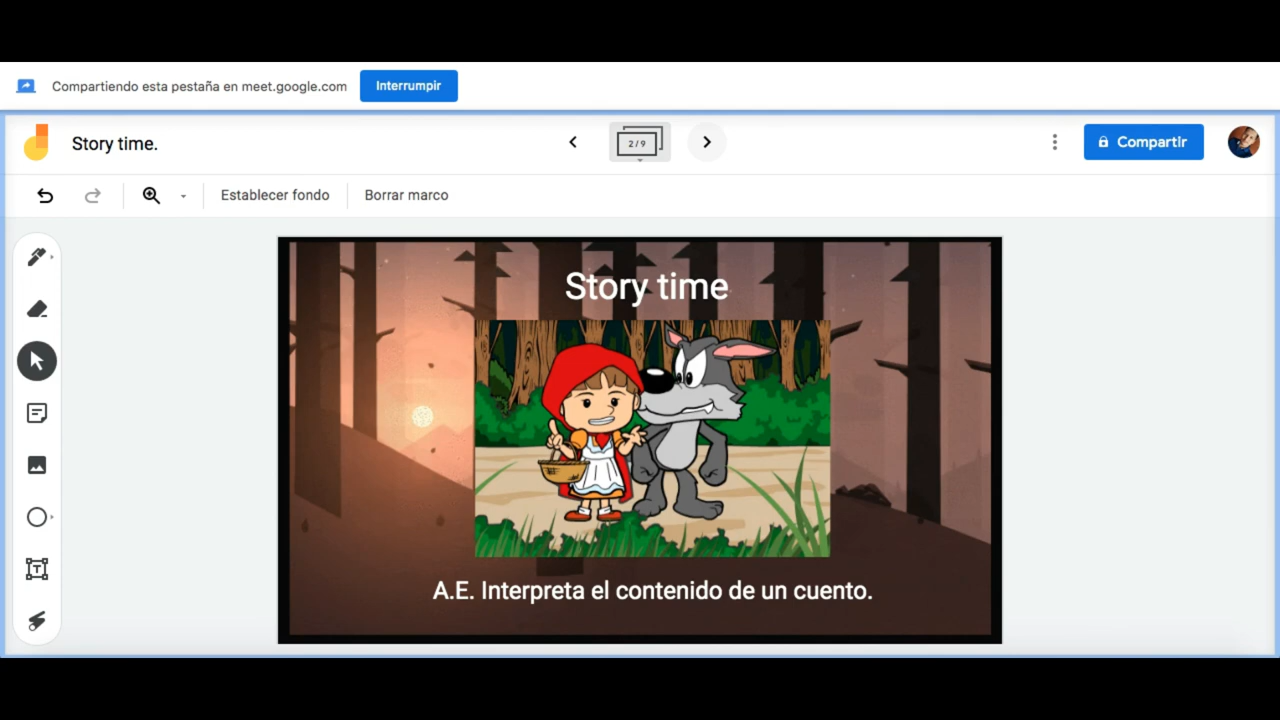 Compartiendo esta pestaña en meet.google.com Interrumpir
Story time. 2/9 Compartir
Establecer fondo Borrar marco
Story time
A.E. Interpreta el contenido de un cuento.